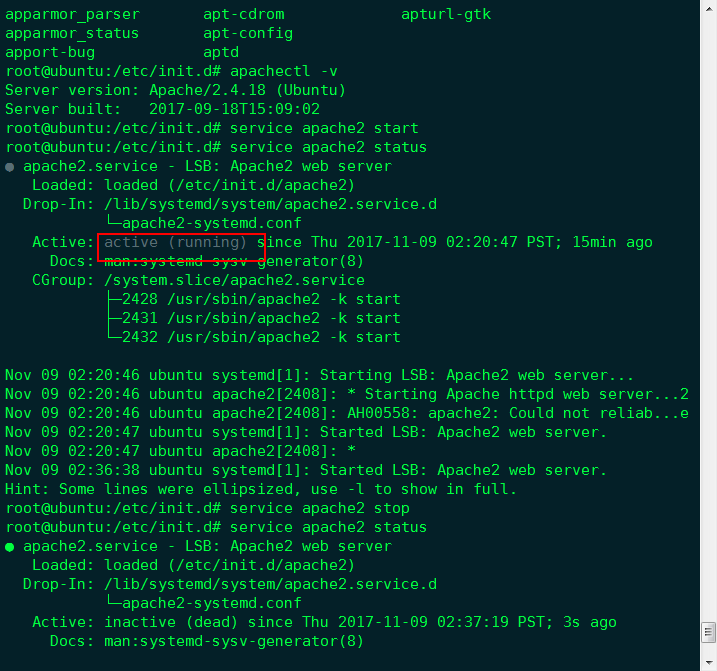 apparmor_parser       apt-cdrom             apturl-gtk
apparmor_status       apt-config
apport-bug            aptd
root@ubuntu:/etc/init.d# apachectl -v
Server version: Apache/2.4.18 (Ubuntu)
Server built:   2017-09-18T15:09:02
root@ubuntu:/etc/init.d# service apache2 start
root@ubuntu:/etc/init.d# service apache2 status
● apache2.service - LSB: Apache2 web server
   Loaded: loaded (/etc/init.d/apache2)
  Drop-In: /lib/systemd/system/apache2.service.d
           └─apache2-systemd.conf
   Active: active (running) since Thu 2017-11-09 02:20:47 PST; 15min ago
     Docs: man:systemd-sysv-generator(8)
   CGroup: /system.slice/apache2.service
           ├─2428 /usr/sbin/apache2 -k start
           ├─2431 /usr/sbin/apache2 -k start
           └─2432 /usr/sbin/apache2 -k start
Nov 09 02:20:46 ubuntu systemd[1]: Starting LSB: Apache2 web server...
Nov 09 02:20:46 ubuntu apache2[2408]: * Starting Apache httpd web server...2
Nov 09 02:20:46 ubuntu apache2[2408]: AH00558: apache2: Could not reliab...e
Nov 09 02:20:47 ubuntu systemd[1]: Started LSB: Apache2 web server.
Nov 09 02:20:47 ubuntu apache2[2408]: *
Nov 09 02:36:38 ubuntu systemd[1]: Started LSB: Apache2 web server.
Hint: Some lines were ellipsized, use -l to show in full.
root@ubuntu:/etc/init.d# service apache2 stop
root@ubuntu:/etc/init.d# service apache2 status
● apache2.service - LSB: Apache2 web server
   Loaded: loaded (/etc/init.d/apache2)
  Drop-In: /lib/systemd/system/apache2.service.d
           └─apache2-systemd.conf
   Active: inactive (dead) since Thu 2017-11-09 02:37:19 PST; 3s ago
     Docs: man:systemd-sysv-generator(8)